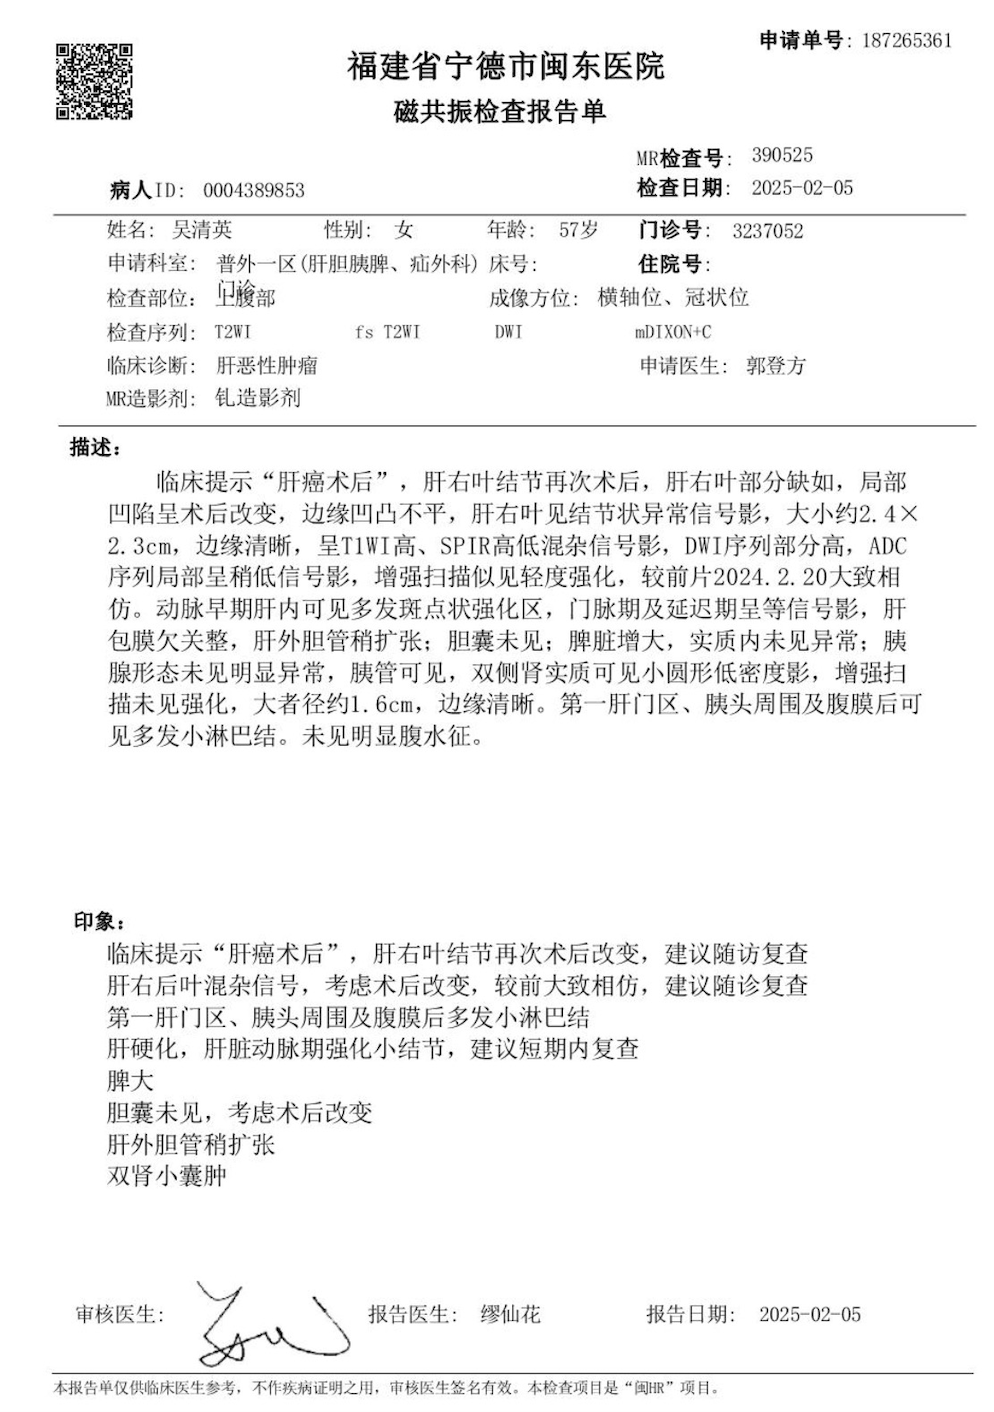 申请单号: 187265361
福建省宁德市闽东医院
磁共振检查报告单
MR检查号: 390525
病人ID: 0004389853
检查日期: 2025-02-05
姓名: 吴清英 性别: 女 年龄: 57岁 门诊号: 3237052
申请科室: 普外一区(肝胆胰脾、疝外科)门诊 床号: 住院号:
检查部位: 上腹部 成像方位: 横轴位、冠状位
检查序列: T2WI fs T2WI DWI mDIXON+C
临床诊断: 肝恶性肿瘤 申请医生: 郭登方
MR造影剂: 钆造影剂
描述:
临床提示“肝癌术后”,肝右叶结节再次术后,肝右叶部分缺如,局部
凹陷呈术后改变,边缘凹凸不平,肝右叶见结节状异常信号影,大小约2.4×
2.3cm,边缘清晰,呈T1WI高、SPIR高低混杂信号影,DWI序列部分高,ADC
序列局部呈稍低信号影,增强扫描似见轻度强化,较前片2024.2.20大致相
仿。动脉早期肝内可见多发斑点状强化区,门脉期及延迟期呈等信号影,肝
包膜欠关整,肝外胆管稍扩张;胆囊未见;脾脏增大,实质内未见异常;胰
腺形态未见明显异常,胰管可见,双侧肾实质可见小圆形低密度影,增强扫
描未见强化,大者径约1.6cm,边缘清晰。第一肝门区、胰头周围及腹膜后可
见多发小淋巴结。未见明显腹水征。
印象:
临床提示“肝癌术后”,肝右叶结节再次术后改变,建议随访复查
肝右后叶混杂信号,考虑术后改变,较前大致相仿,建议随诊复查
第一肝门区、胰头周围及腹膜后多发小淋巴结
肝硬化,肝脏动脉期强化小结节,建议短期内复查
脾大
胆囊未见,考虑术后改变
肝外胆管稍扩张
双肾小囊肿
审核医生: 报告医生: 缪仙花 报告日期: 2025-02-05
本报告单仅供临床医生参考,不作疾病证明之用,审核医生签名有效。本检查项目是“闽HR”项目。